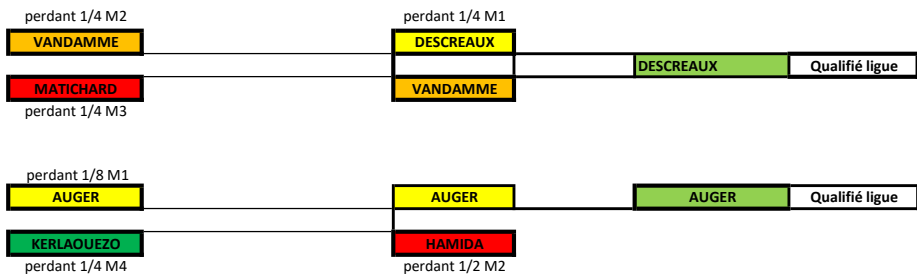 perdant 1/4 M2
perdant 1/4 M1
VANDAMME
DESCREAUX
DESCREAUX
Qualifié ligue
MATICHARD
VANDAMME
perdant 1/4 M3
perdant 1/8 M1
AUGER
AUGER
AUGER
Qualifié ligue
KERLAOUEZO
HAMIDA
perdant 1/4 M4
perdant 1/2 M2